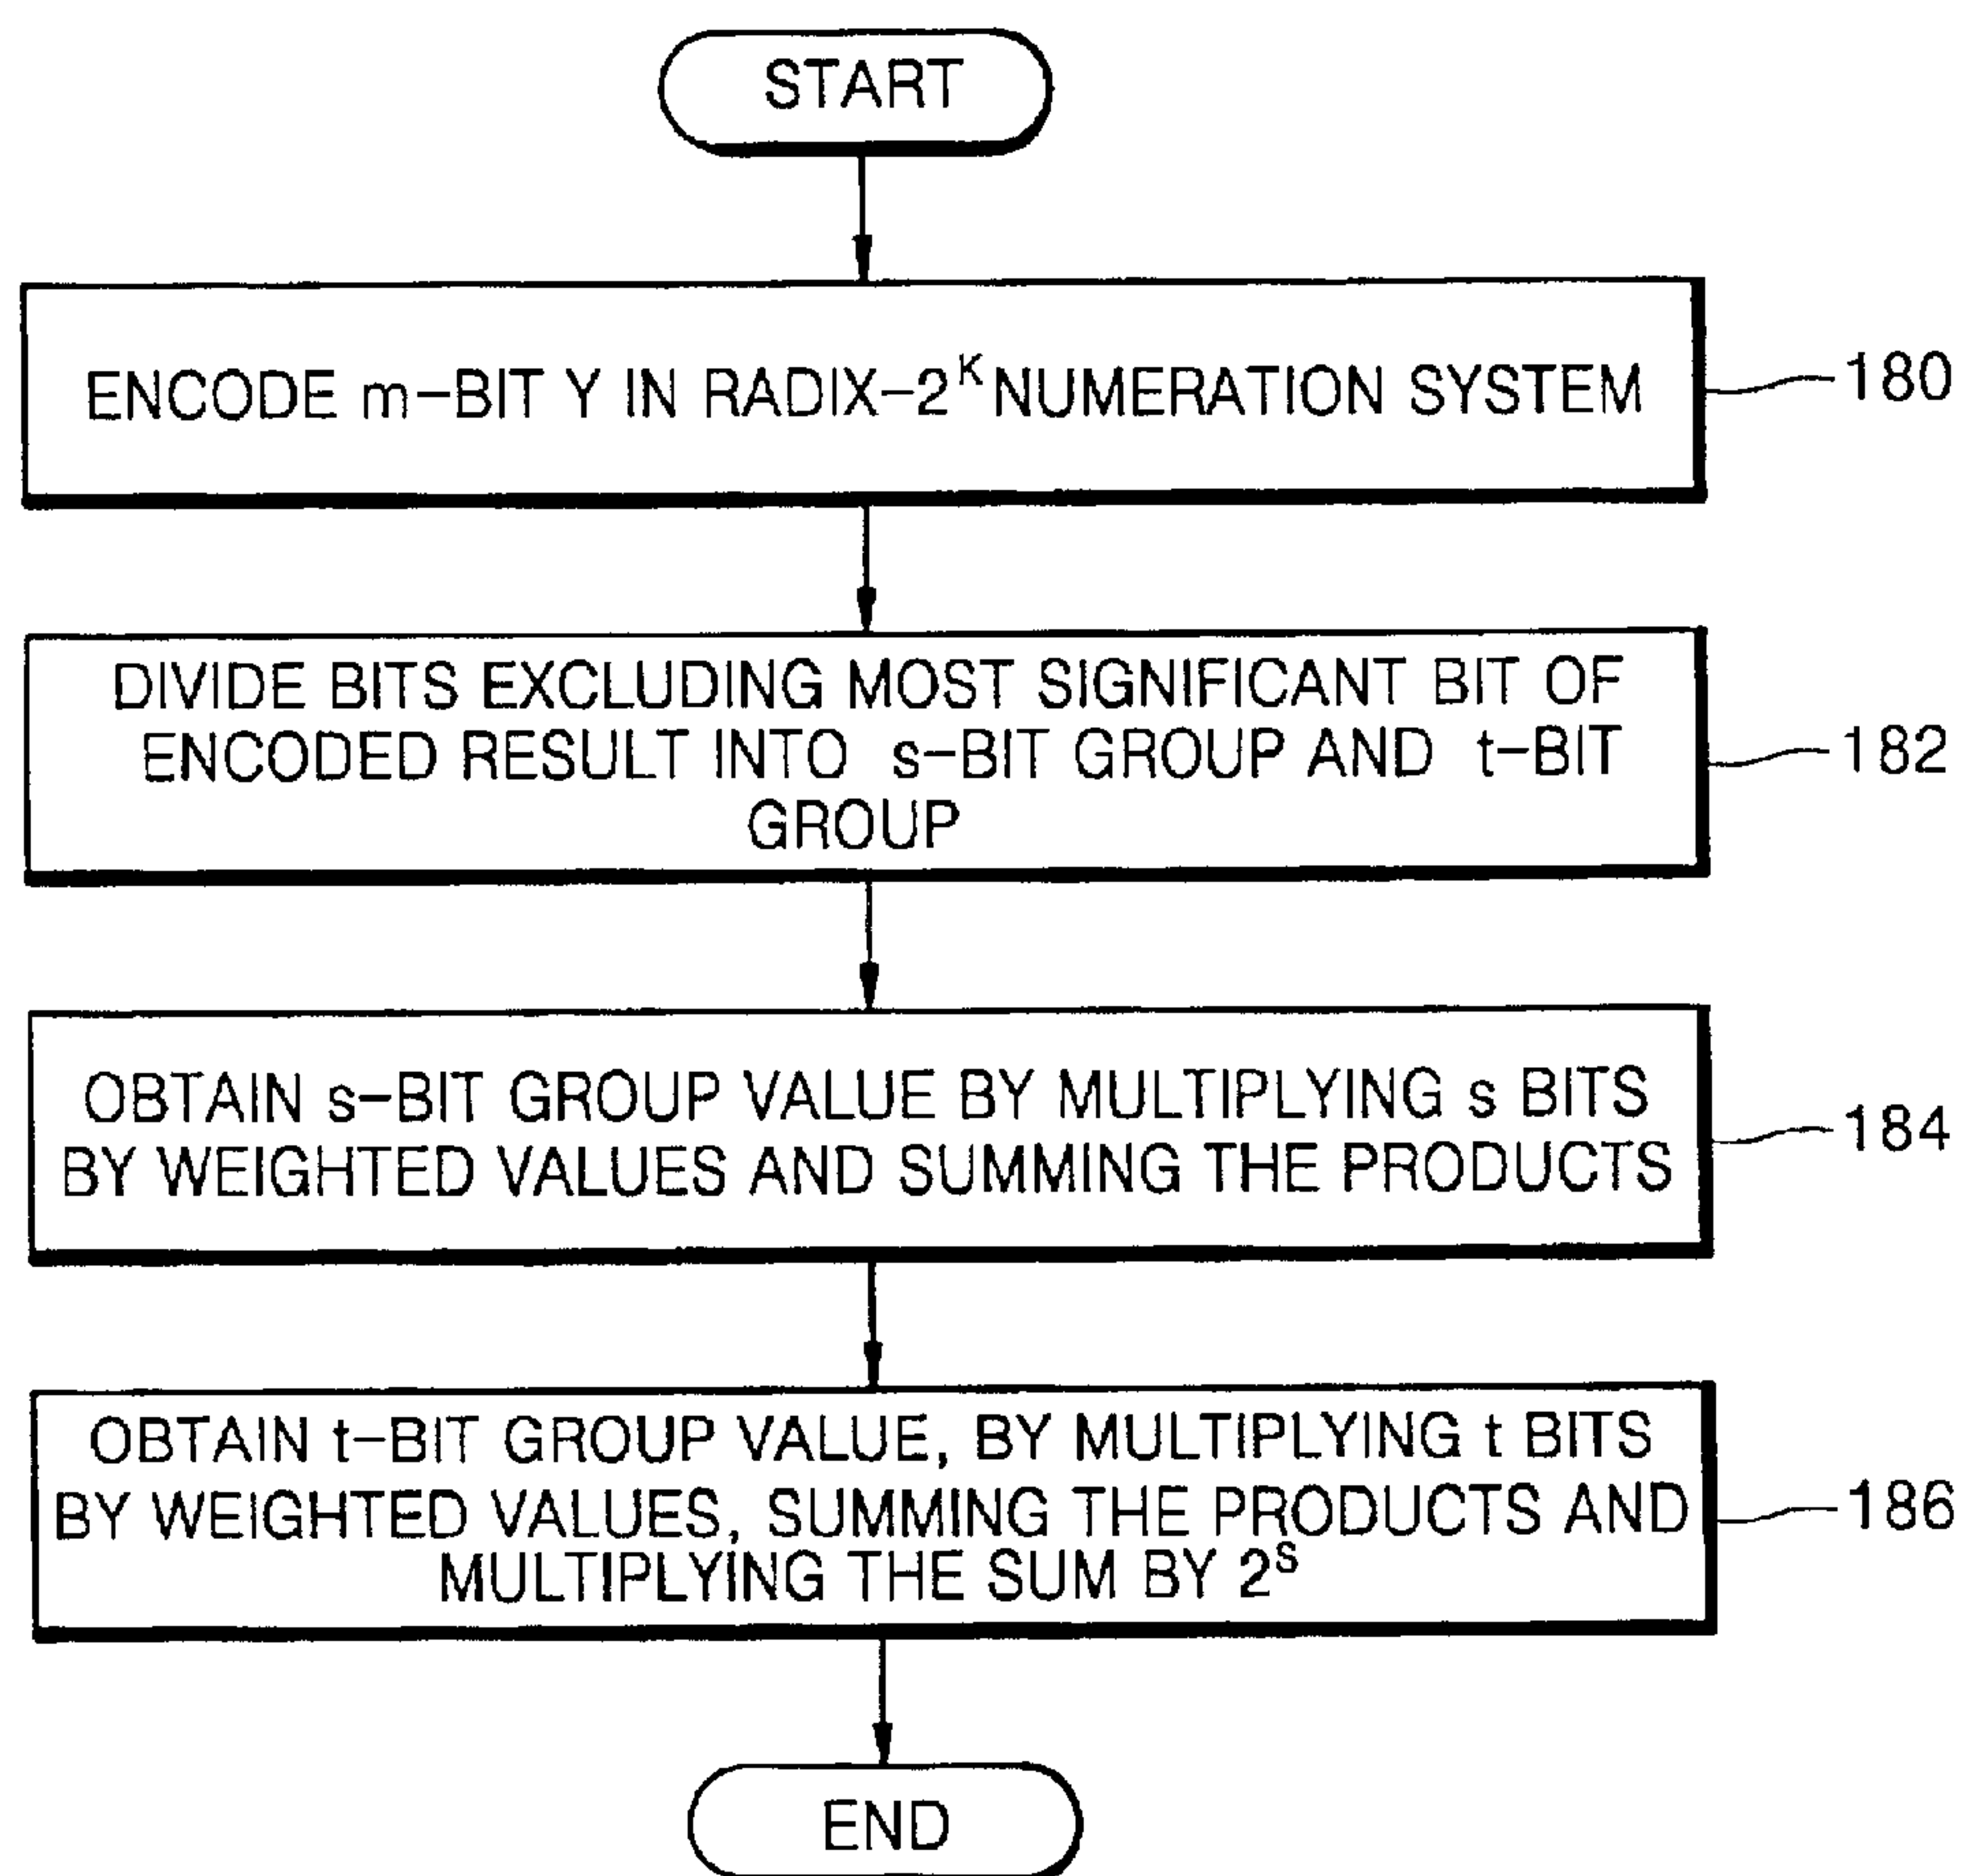 START
ENCODE m-BIT Y IN RADIX-2^K NUMERATION SYSTEM
180
DIVIDE BITS EXCLUDING MOST SIGNIFICANT BIT OF
ENCODED RESULT INTO s-BIT GROUP AND t-BIT
GROUP
182
OBTAIN s-BIT GROUP VALUE BY MULTIPLYING s BITS
BY WEIGHTED VALUES AND SUMMING THE PRODUCTS
184
OBTAIN t-BIT GROUP VALUE, BY MULTIPLYING t BITS
BY WEIGHTED VALUES, SUMMING THE PRODUCTS AND
MULTIPLYING THE SUM BY 2^S
186
END